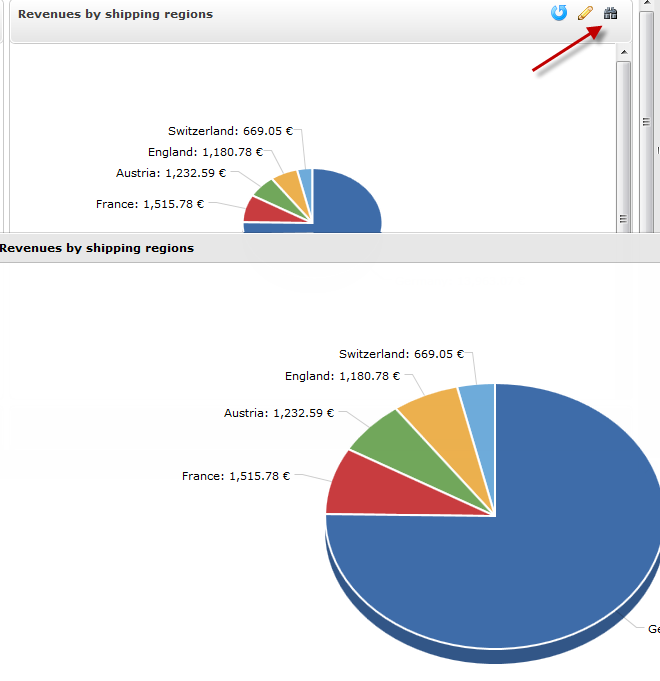 Revenues by shipping regions
Switzerland: 669.05 €
England: 1,180.78 €
Austria: 1,232.59 €
France: 1,515.78 €
Revenues by shipping regions
Switzerland: 669.05 €
England: 1,180.78 €
Austria: 1,232.59 €
France: 1,515.78 €
Ge